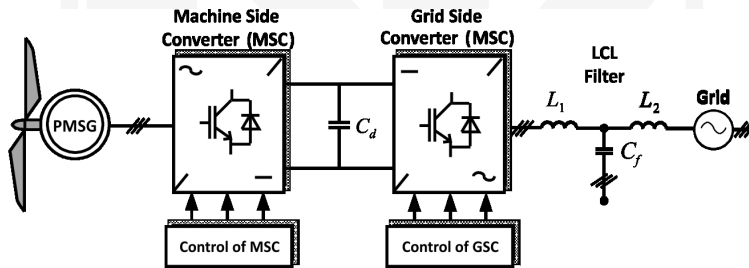 Machine Side
Converter (MSC)
Grid Side
Converter (MSC)
LCL
Filter
L1
L2
Grid
PMSG
Cd
Cf
Control of MSC
Control of GSC